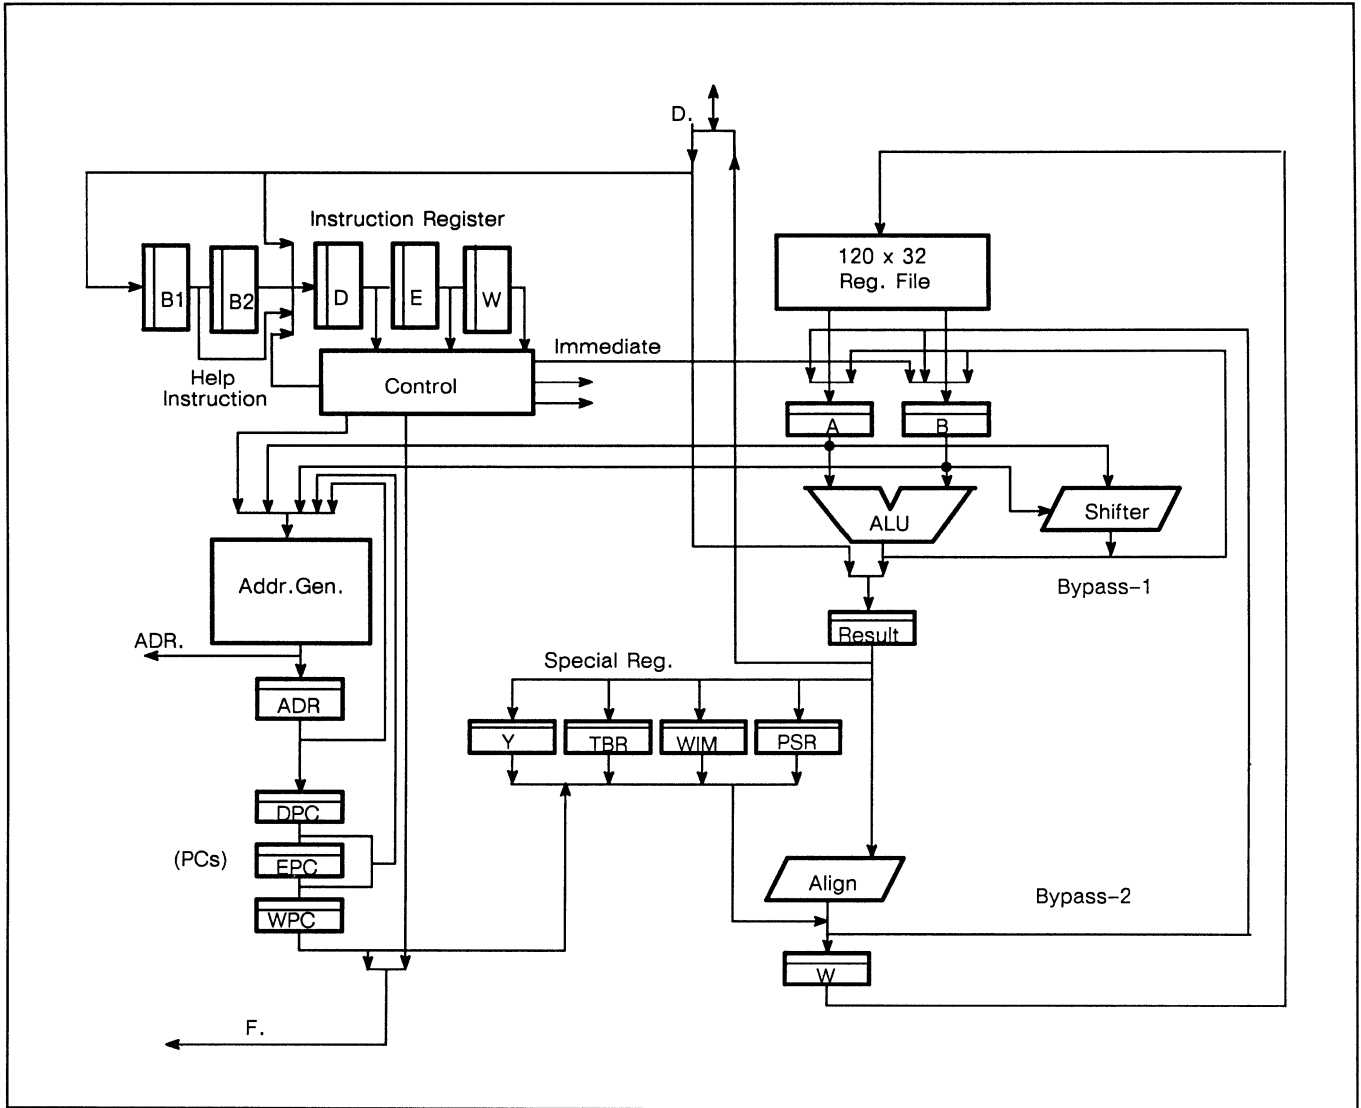 D.
Instruction Register
120 x 32
Reg. File
B1
B2
D
E
W
Immediate
Help
Instruction
Control
A
B
ALU
Shifter
Addr.Gen.
Bypass-1
ADR.
Result
Special Reg.
ADR
Y
TBR
WIM
PSR
DPC
(PCs)
EPC
Align
Bypass-2
WPC
W
F.